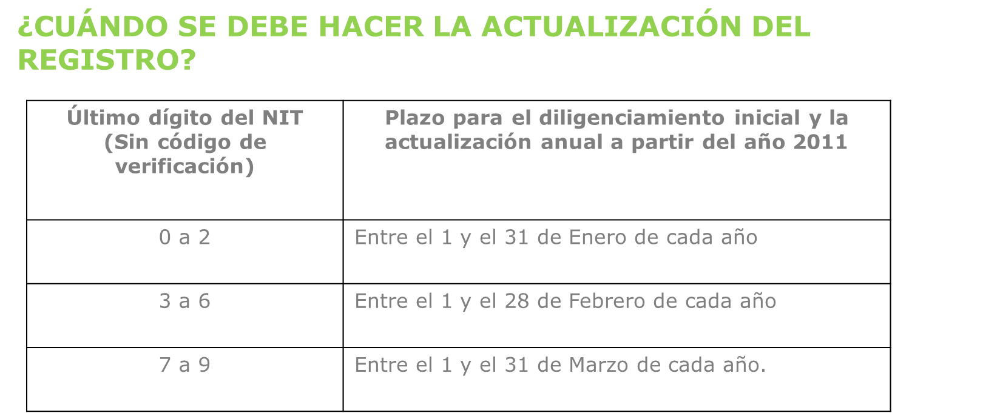 ¿CUÁNDO SE DEBE HACER LA ACTUALIZACIÓN DEL
REGISTRO?
Último dígito del NIT
(Sin código de
verificación)
Plazo para el diligenciamiento inicial y la
actualización anual a partir del año 2011
0 a 2
Entre el 1 y el 31 de Enero de cada año
3 a 6
Entre el 1 y el 28 de Febrero de cada año
7 a 9
Entre el 1 y el 31 de Marzo de cada año.